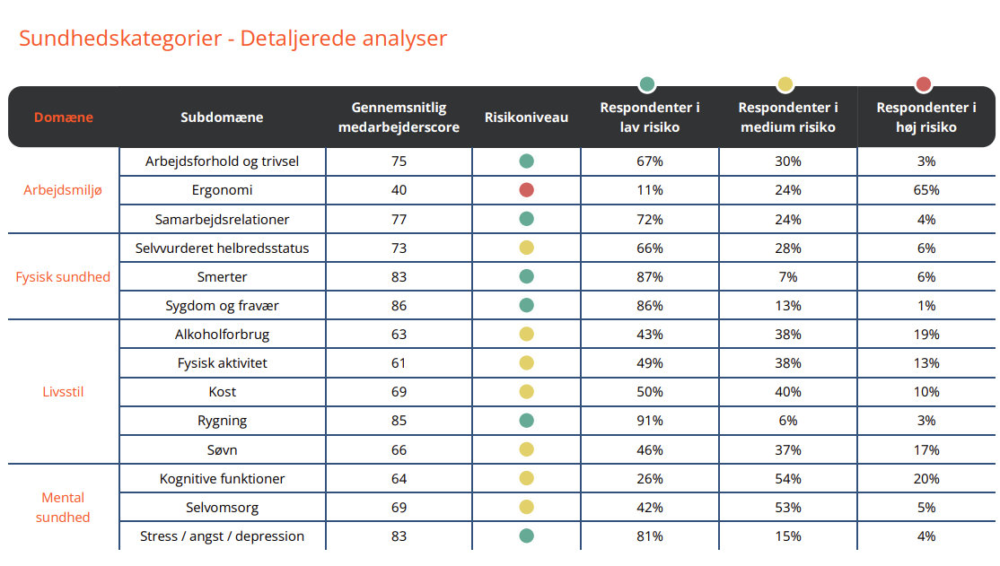 Sundhedskategorier - Detaljerede analyser
Domæne Subdomæne Gennemsnitlig medarbejderscore Risikoniveau Respondenter i lav risiko Respondenter i medium risiko Respondenter i høj risiko
Arbejdsmiljø
Arbejdsforhold og trivsel 75 67% 30% 3%
Ergonomi 40 11% 24% 65%
Samarbejdsrelationer 77 72% 24% 4%
Fysisk sundhed
Selvvurderet helbredsstatus 73 66% 28% 6%
Smerter 83 87% 7% 6%
Sygdom og fravær 86 86% 13% 1%
Livsstil
Alkoholforbrug 63 43% 38% 19%
Fysisk aktivitet 61 49% 38% 13%
Kost 69 50% 40% 10%
Rygning 85 91% 6% 3%
Søvn 66 46% 37% 17%
Mental sundhed
Kognitive funktioner 64 26% 54% 20%
Selvomsorg 69 42% 53% 5%
Stress / angst / depression 83 81% 15% 4%